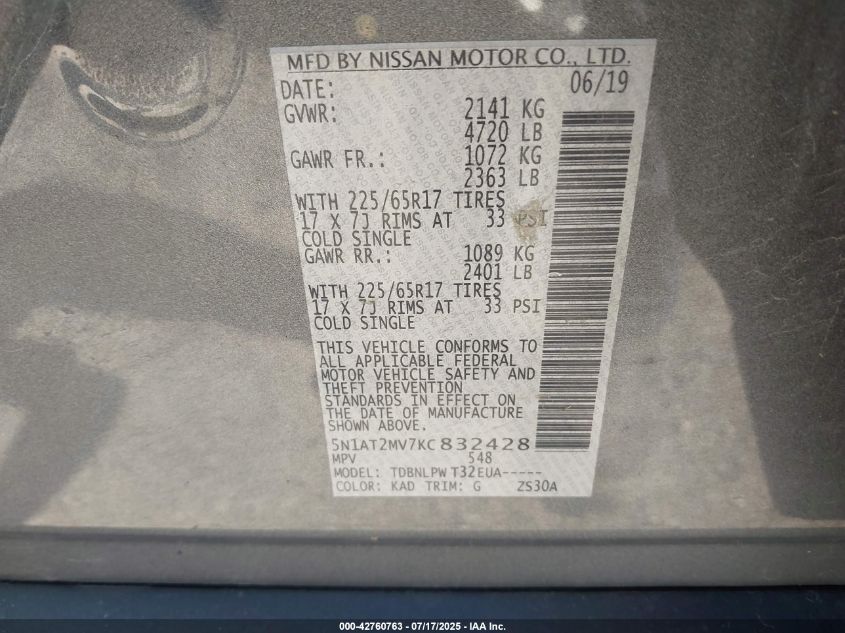 MFD BY NISSAN MOTOR CO., LTD.
DATE: 06/19
GVWR: 2141 KG
4720 LB
GAWR FR.: 1072 KG
2363 LB
WITH 225/65R17 TIRES
17 X 7J RIMS AT 33 PSI
COLD SINGLE
GAWR RR.: 1089 KG
2401 LB
WITH 225/65R17 TIRES
17 X 7J RIMS AT 33 PSI
COLD SINGLE
THIS VEHICLE CONFORMS TO
ALL APPLICABLE FEDERAL
MOTOR VEHICLE SAFETY AND
THEFT PREVENTION
STANDARDS IN EFFECT ON
THE DATE OF MANUFACTURE
SHOWN ABOVE.
5N1AT2MV7KC832428
MPV 548
MODEL: TDBNLPW T32EUA-----
COLOR: KAD TRIM: G ZS30A
000-42760763 - 07/17/2025 - IAA Inc.